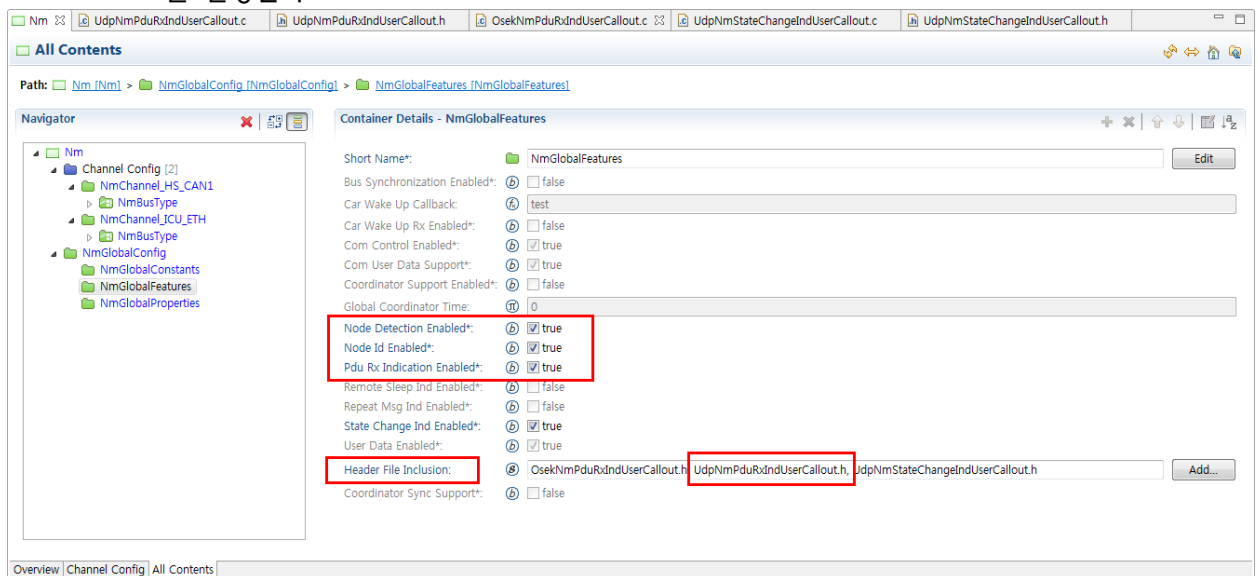 Nm UdpNmPduRxIndUserCallout.c UdpNmPduRxIndUserCallout.h OsekNmPduRxIndUserCallout.c UdpNmStateChangeIndUserCallout.c UdpNmStateChangeIndUserCallout.h
All Contents
Path: Nm [Nm] > NmGlobalConfig [NmGlobalConfig] > NmGlobalFeatures [NmGlobalFeatures]
Navigator
Nm
Channel Config [2]
NmChannel_HS_CAN1
NmBusType
NmChannel_ICU_ETH
NmBusType
NmGlobalConfig
NmGlobalConstants
NmGlobalFeatures
NmGlobalProperties
Container Details - NmGlobalFeatures
Short Name*: NmGlobalFeatures Edit
Bus Synchronization Enabled*: false
Car Wake Up Callback: test
Car Wake Up Rx Enabled*: false
Com Control Enabled*: true
Com User Data Support*: true
Coordinator Support Enabled*: false
Global Coordinator Time: 0
Node Detection Enabled*: true
Node Id Enabled*: true
Pdu Rx Indication Enabled*: true
Remote Sleep Ind Enabled*: false
Repeat Msg Ind Enabled*: false
State Change Ind Enabled*: true
User Data Enabled*: true
Header File Inclusion: OsekNmPduRxIndUserCallout.h, UdpNmPduRxIndUserCallout.h, UdpNmStateChangeIndUserCallout.h Add...
Coordinator Sync Support*: false
Overview Channel Config All Contents